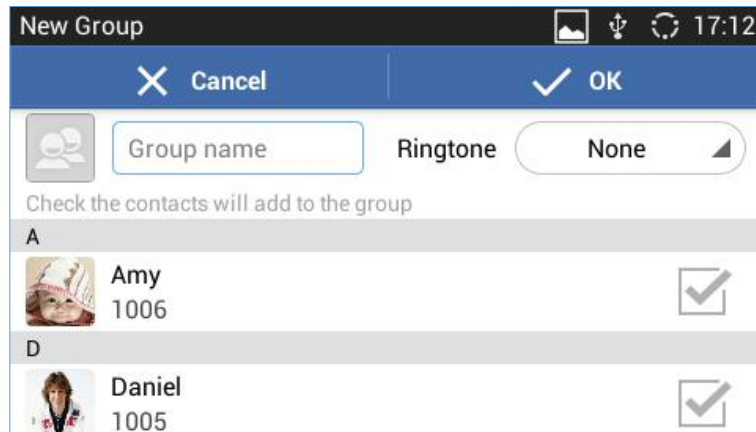 New Group 17:12
Cancel OK
Group name Ringtone None
Check the contacts will add to the group
A
Amy
1006
D
Daniel
1005